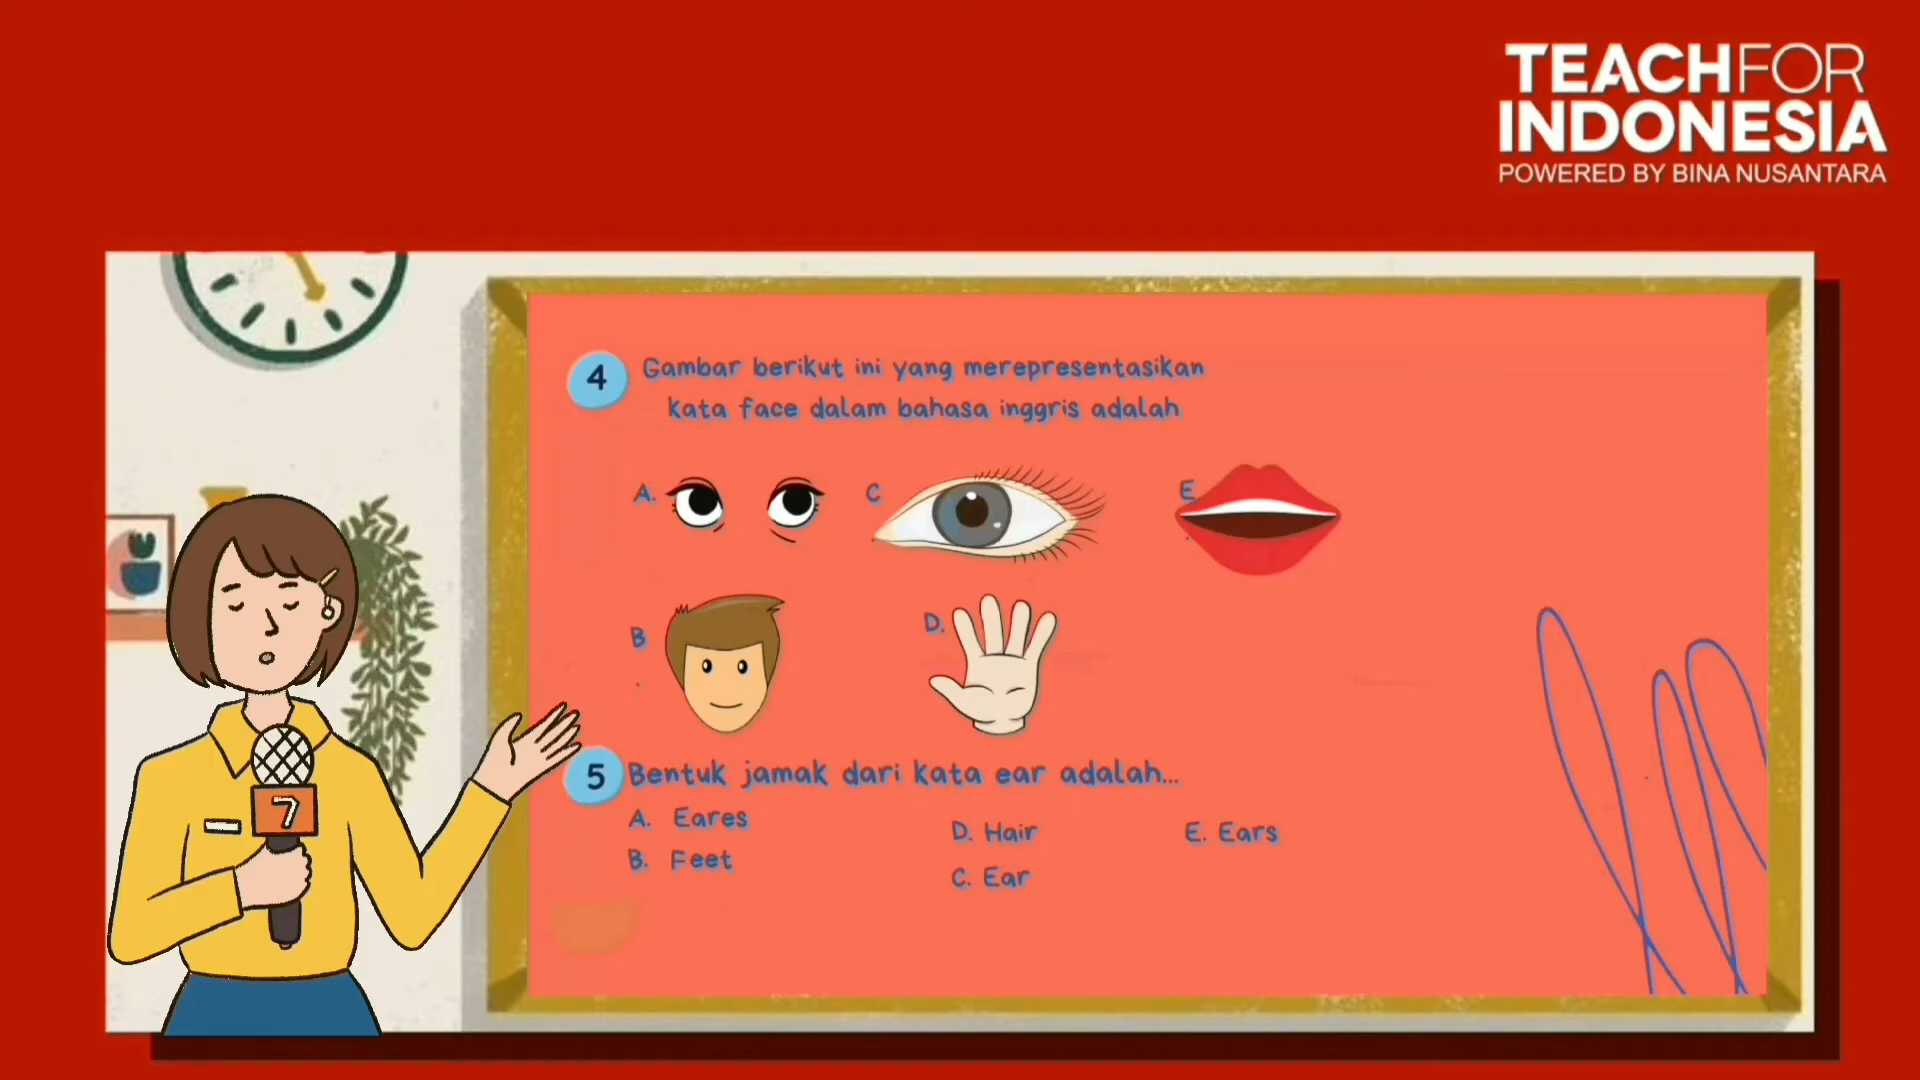 TEACHFOR
INDONESIA
POWERED BY BINA NUSANTARA
4
Gambar berikut ini yang merepresentasikan
kata face dalam bahasa inggris adalah
A.
C
E
B
D.
7
5
Bentuk jamak dari kata ear adalah...
A. Eares
D. Hair
E. Ears
B. Feet
C. Ear